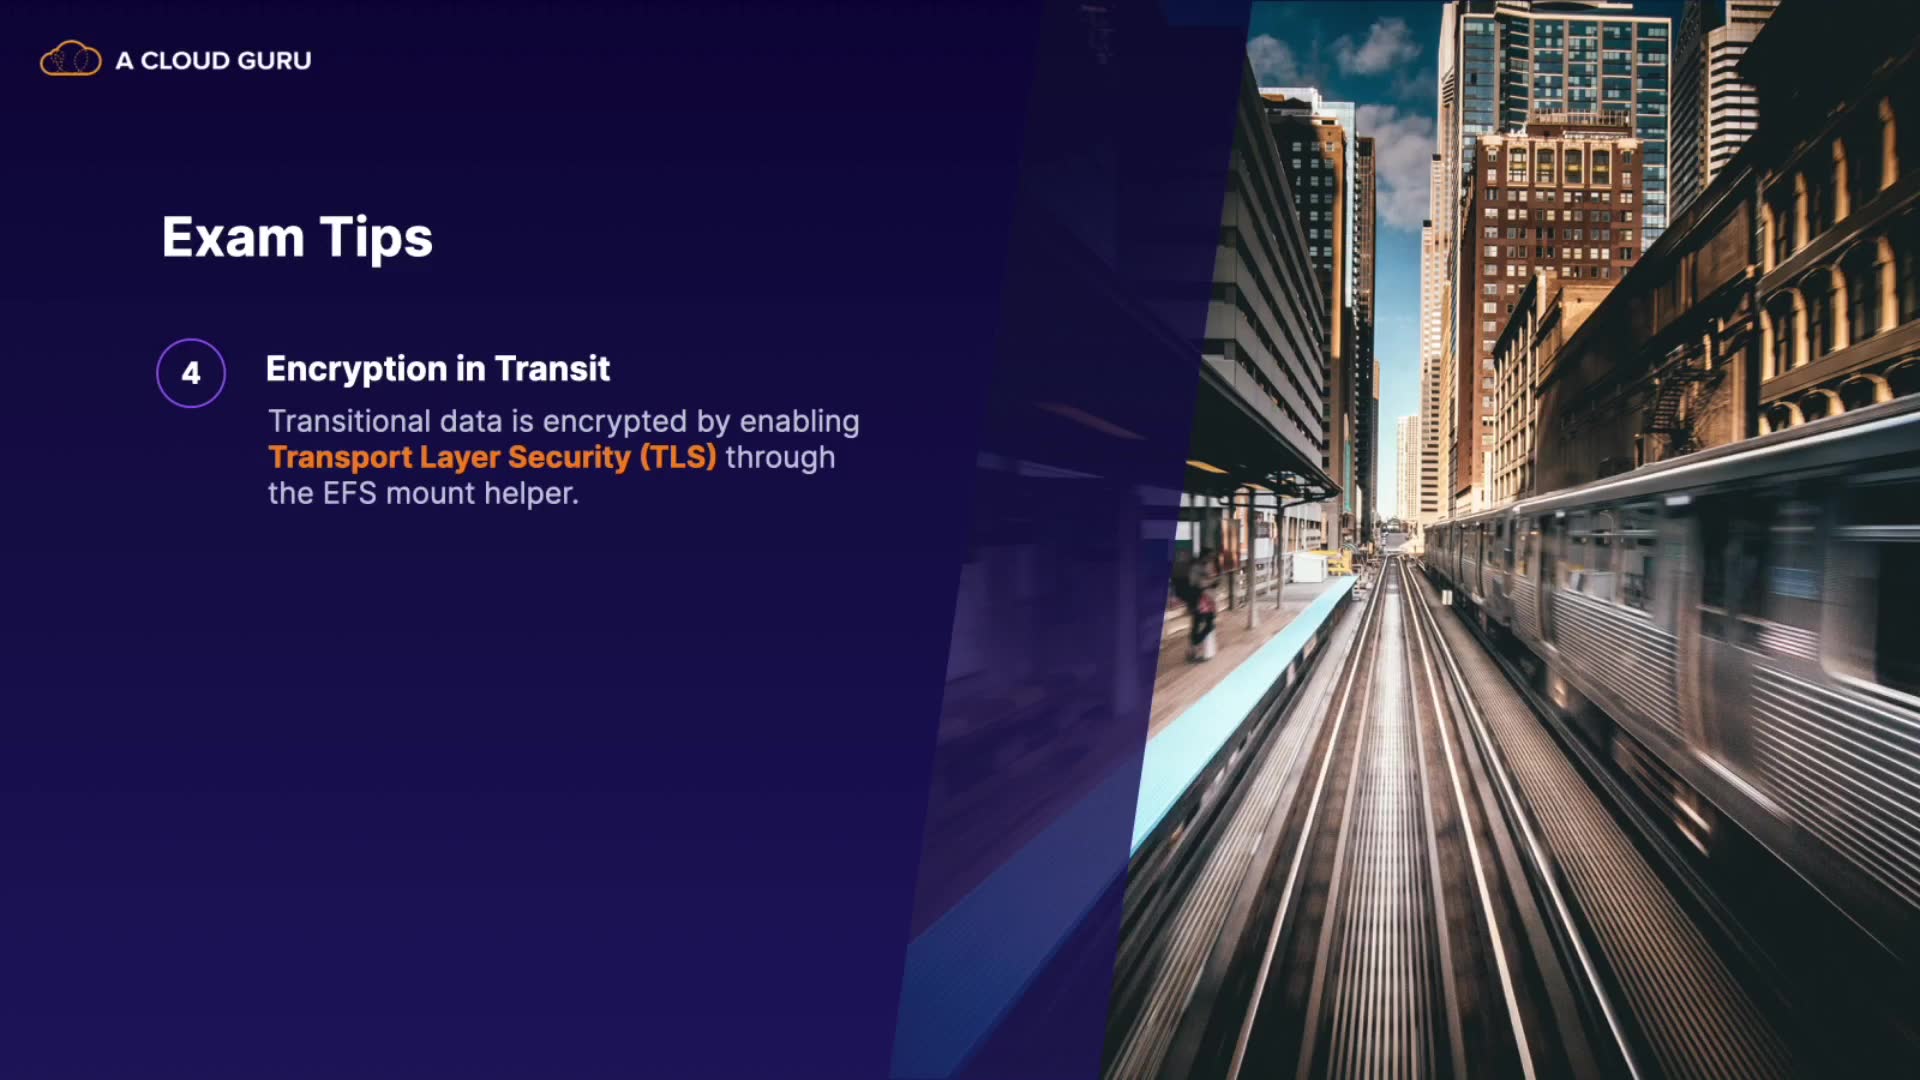 A CLOUD GURU
Exam Tips
4
Encryption in Transit
Transitional data is encrypted by enabling
Transport Layer Security (TLS) through
the EFS mount helper.